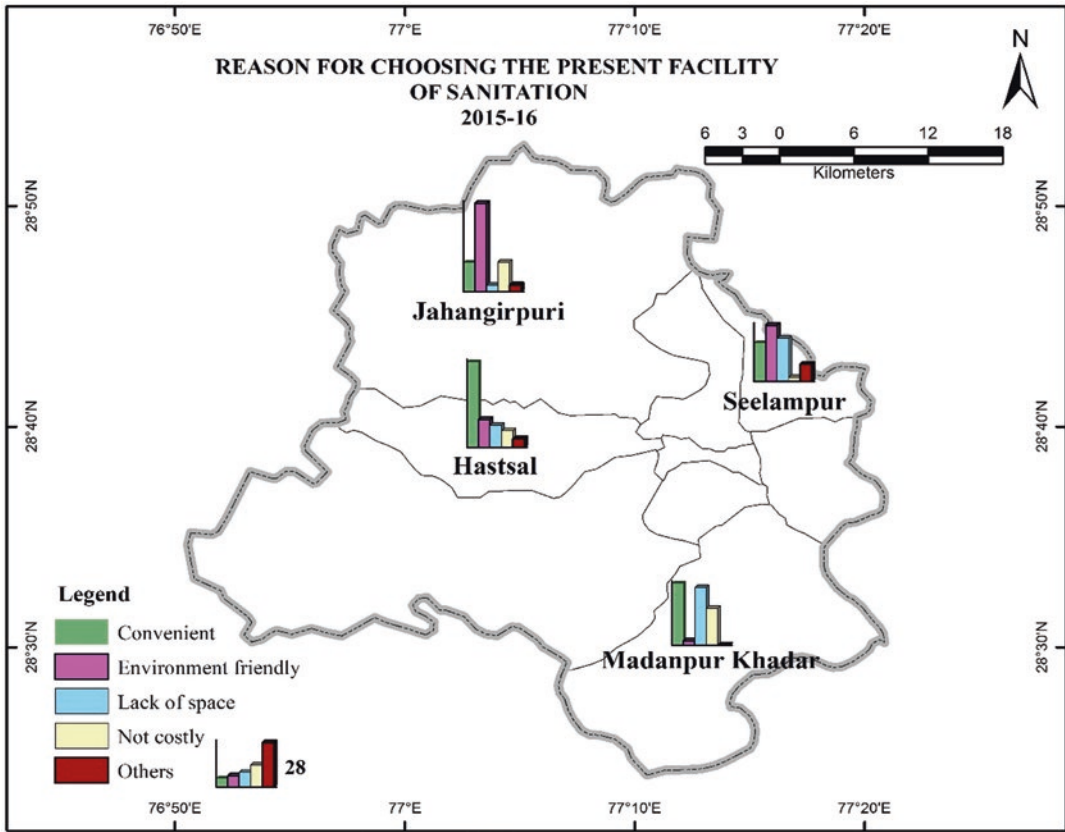 76°50'E 77°0'E 77°10'E 77°20'E
REASON FOR CHOOSING THE PRESENT FACILITY
OF SANITATION
2015-16
N
6 3 0 6 12 18
Kilometers
28°50'N 28°50'N
Jahangirpuri
Seelampur
28°40'N 28°40'N
Hastsal
Legend
Convenient
Environment friendly
Lack of space
Not costly
Others
28
Madanpur Khadar
28°30'N 28°30'N
76°50'E 77°0'E 77°10'E 77°20'E